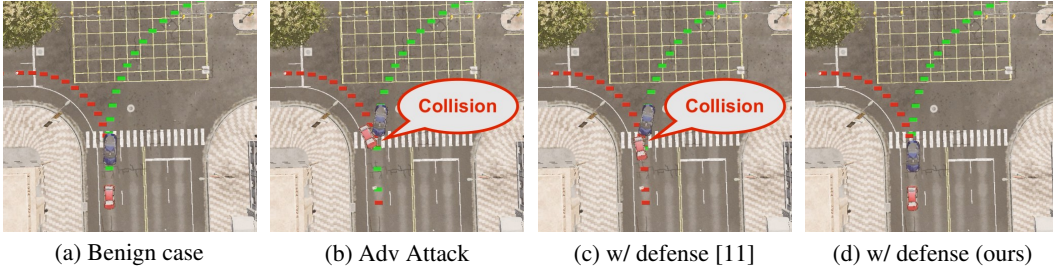 Collision
Collision
(a) Benign case
(b) Adv Attack
(c) w/ defense [11]
(d) w/ defense (ours)